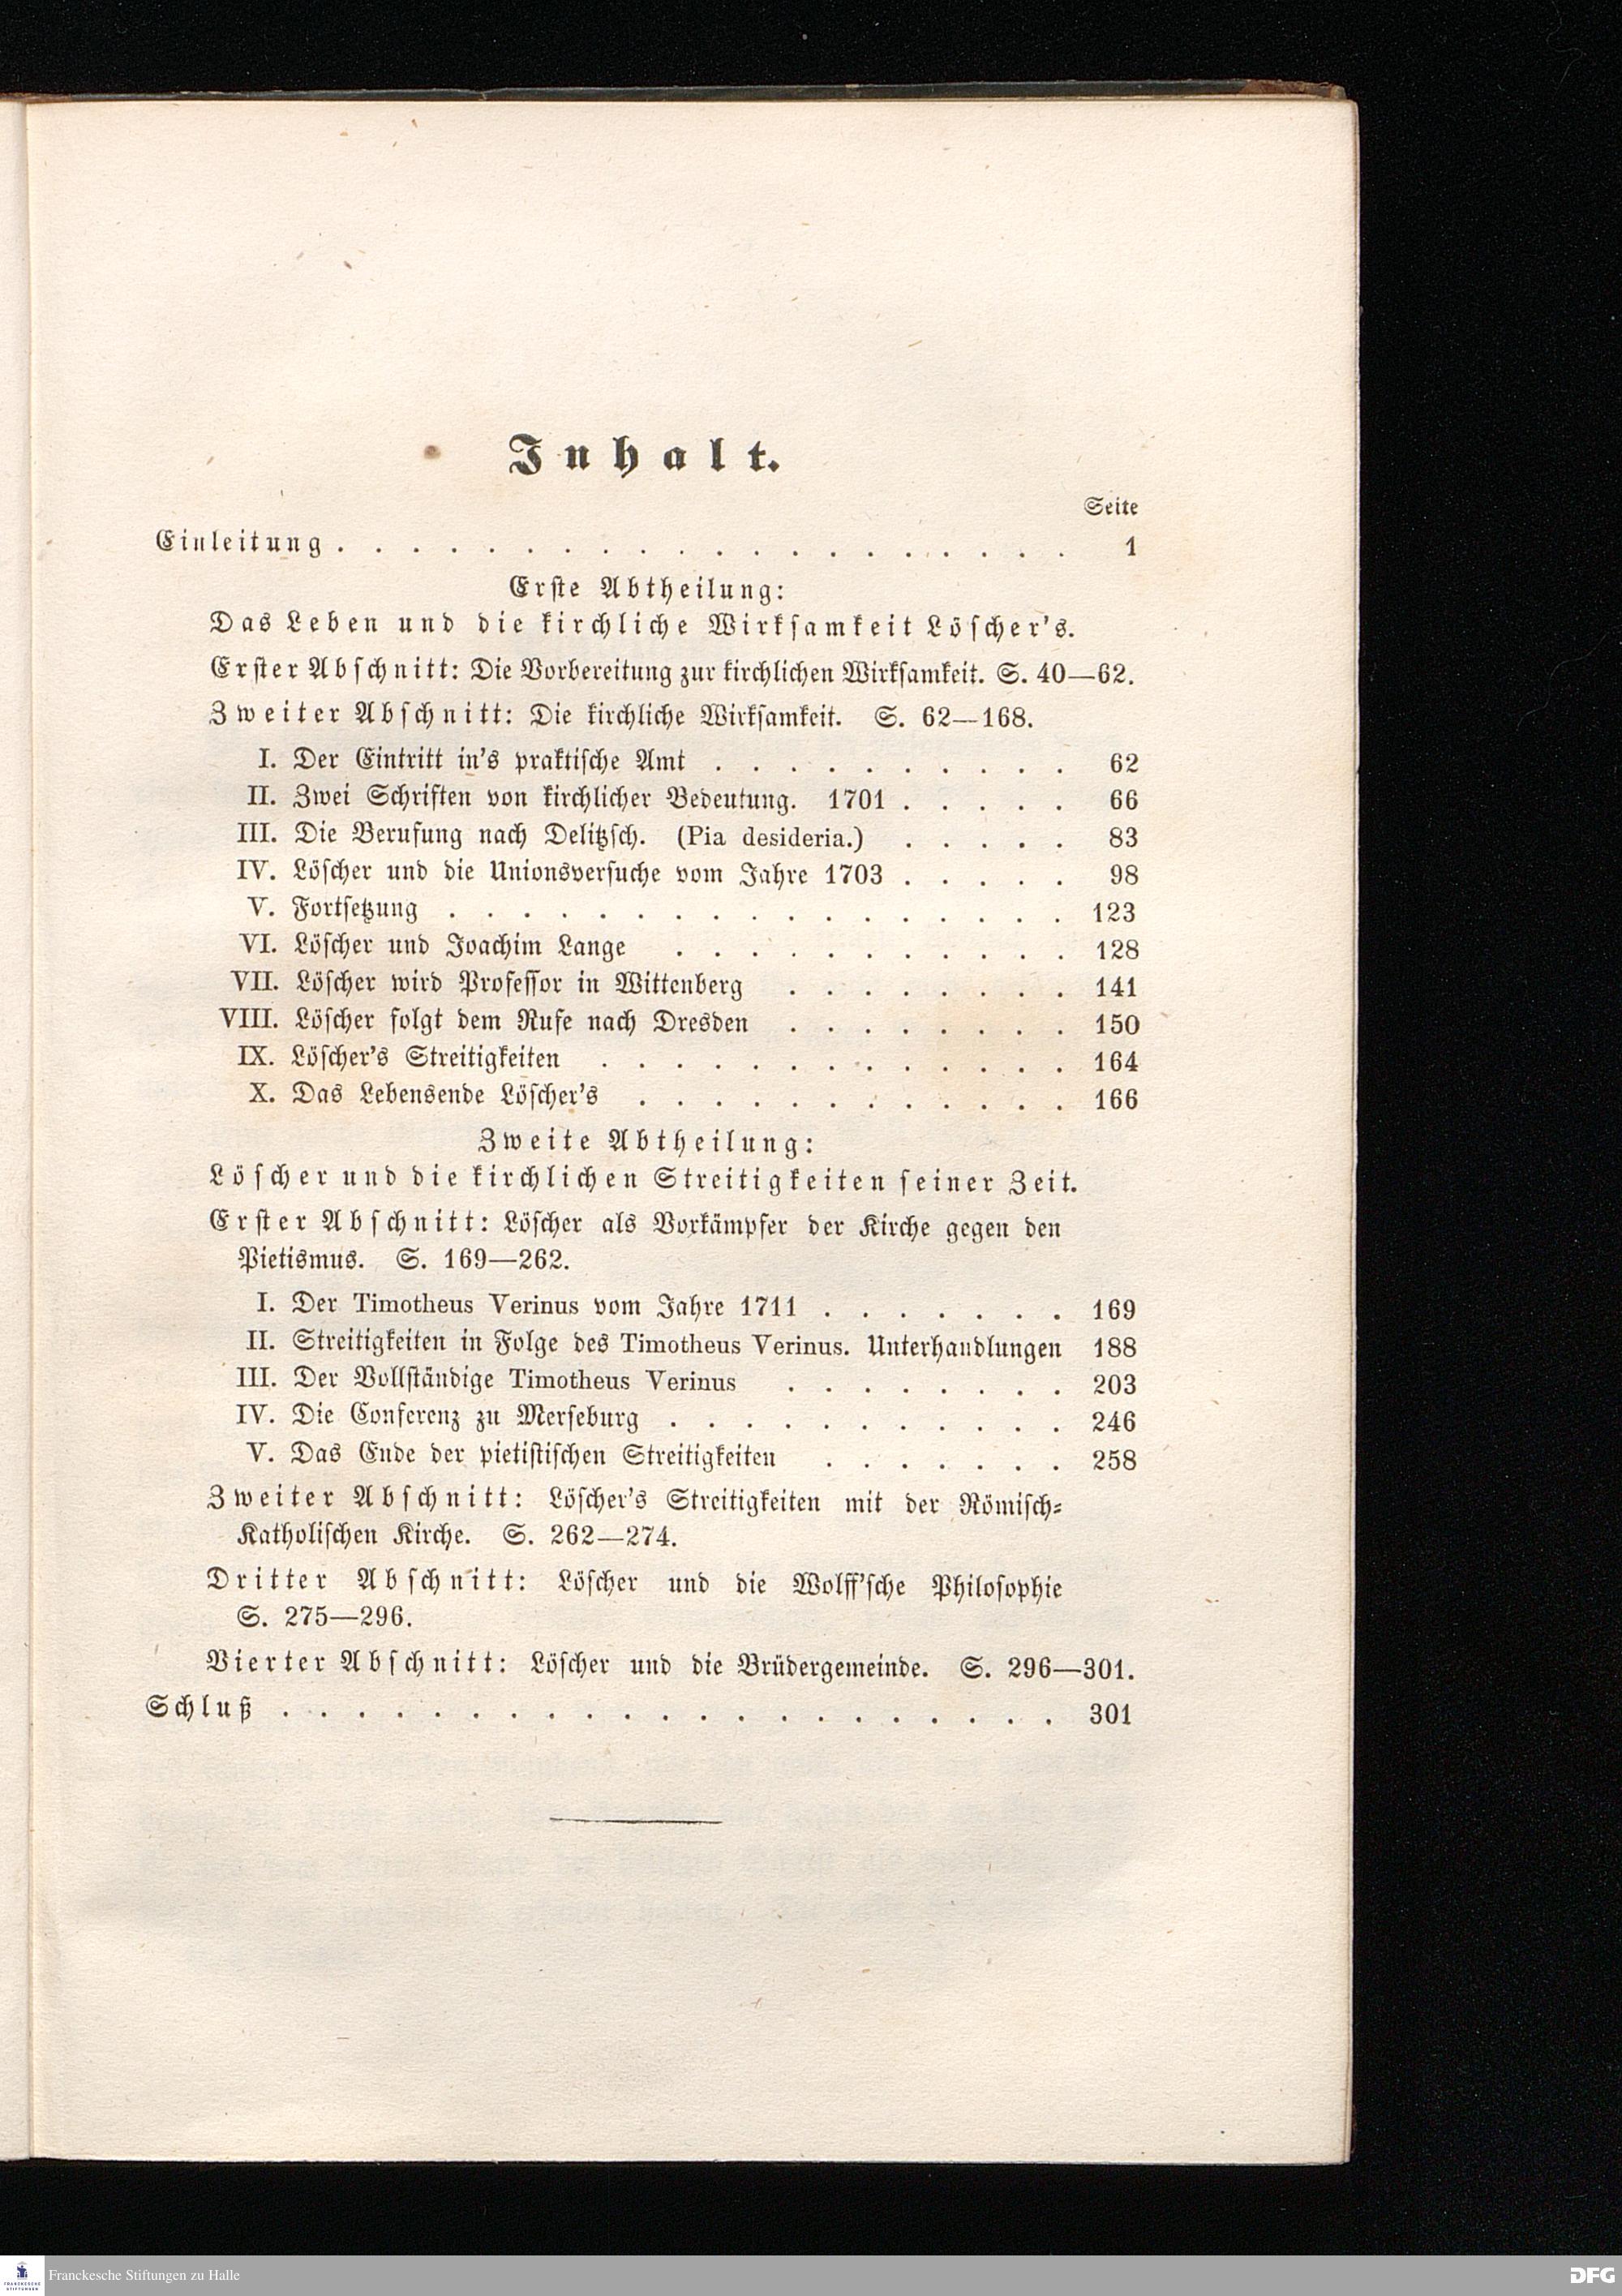 Inhalt.
Seite
Einleitung . . . . . . . . . . . . . . . . . . . . 1
Erste Abtheilung:
Das Leben und die kirchliche Wirksamkeit Löscher's.
Erster Abschnitt: Die Vorbereitung zur kirchlichen Wirksamkeit. S. 40—62.
Zweiter Abschnitt: Die kirchliche Wirksamkeit. S. 62—168.
I. Der Eintritt in's praktische Amt . . . . . . . . . . 62
II. Zwei Schriften von kirchlicher Bedeutung. 1701 . . . . . 66
III. Die Berufung nach Delitzsch. (Pia desideria.) . . . . . 83
IV. Löscher und die Unionsversuche vom Jahre 1703 . . . . . 98
V. Fortsetzung . . . . . . . . . . . . . . . . . 123
VI. Löscher und Joachim Lange . . . . . . . . . . . 128
VII. Löscher wird Professor in Wittenberg . . . . . . . . 141
VIII. Löscher folgt dem Rufe nach Dresden . . . . . . . . 150
IX. Löscher's Streitigkeiten . . . . . . . . . . . . . 164
X. Das Lebensende Löscher's . . . . . . . . . . . . 166
Zweite Abtheilung:
Löscher und die kirchlichen Streitigkeiten seiner Zeit.
Erster Abschnitt: Löscher als Vorkämpfer der Kirche gegen den
Pietismus. S. 169—262.
I. Der Timotheus Verinus vom Jahre 1711 . . . . . . . 169
II. Streitigkeiten in Folge des Timotheus Verinus. Unterhandlungen 188
III. Der Vollständige Timotheus Verinus . . . . . . . . 203
IV. Die Conferenz zu Merseburg . . . . . . . . . . . 246
V. Das Ende der pietistischen Streitigkeiten . . . . . . . 258
Zweiter Abschnitt: Löscher's Streitigkeiten mit der Römisch-
Katholischen Kirche. S. 262—274.
Dritter Abschnitt: Löscher und die Wolff'sche Philosophie
S. 275—296.
Vierter Abschnitt: Löscher und die Brüdergemeinde. S. 296—301.
Schluß . . . . . . . . . . . . . . . . . . . . . 301
FRANCKESCHE
STIFTUNGEN
Franckesche Stiftungen zu Halle
DFG